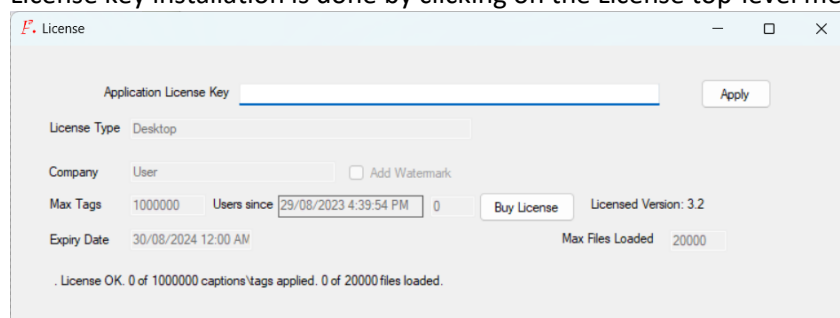 License key installation is done by clicking on the License top-level me
F. License
Application License Key
Apply
License Type Desktop
Company User Add Watermark
Max Tags 1000000 Users since 29/08/2023 4:39:54 PM 0 Buy License Licensed Version: 3.2
Expiry Date 30/08/2024 12:00 AM Max Files Loaded 20000
. License OK. 0 of 1000000 captions\tags applied. 0 of 20000 files loaded.